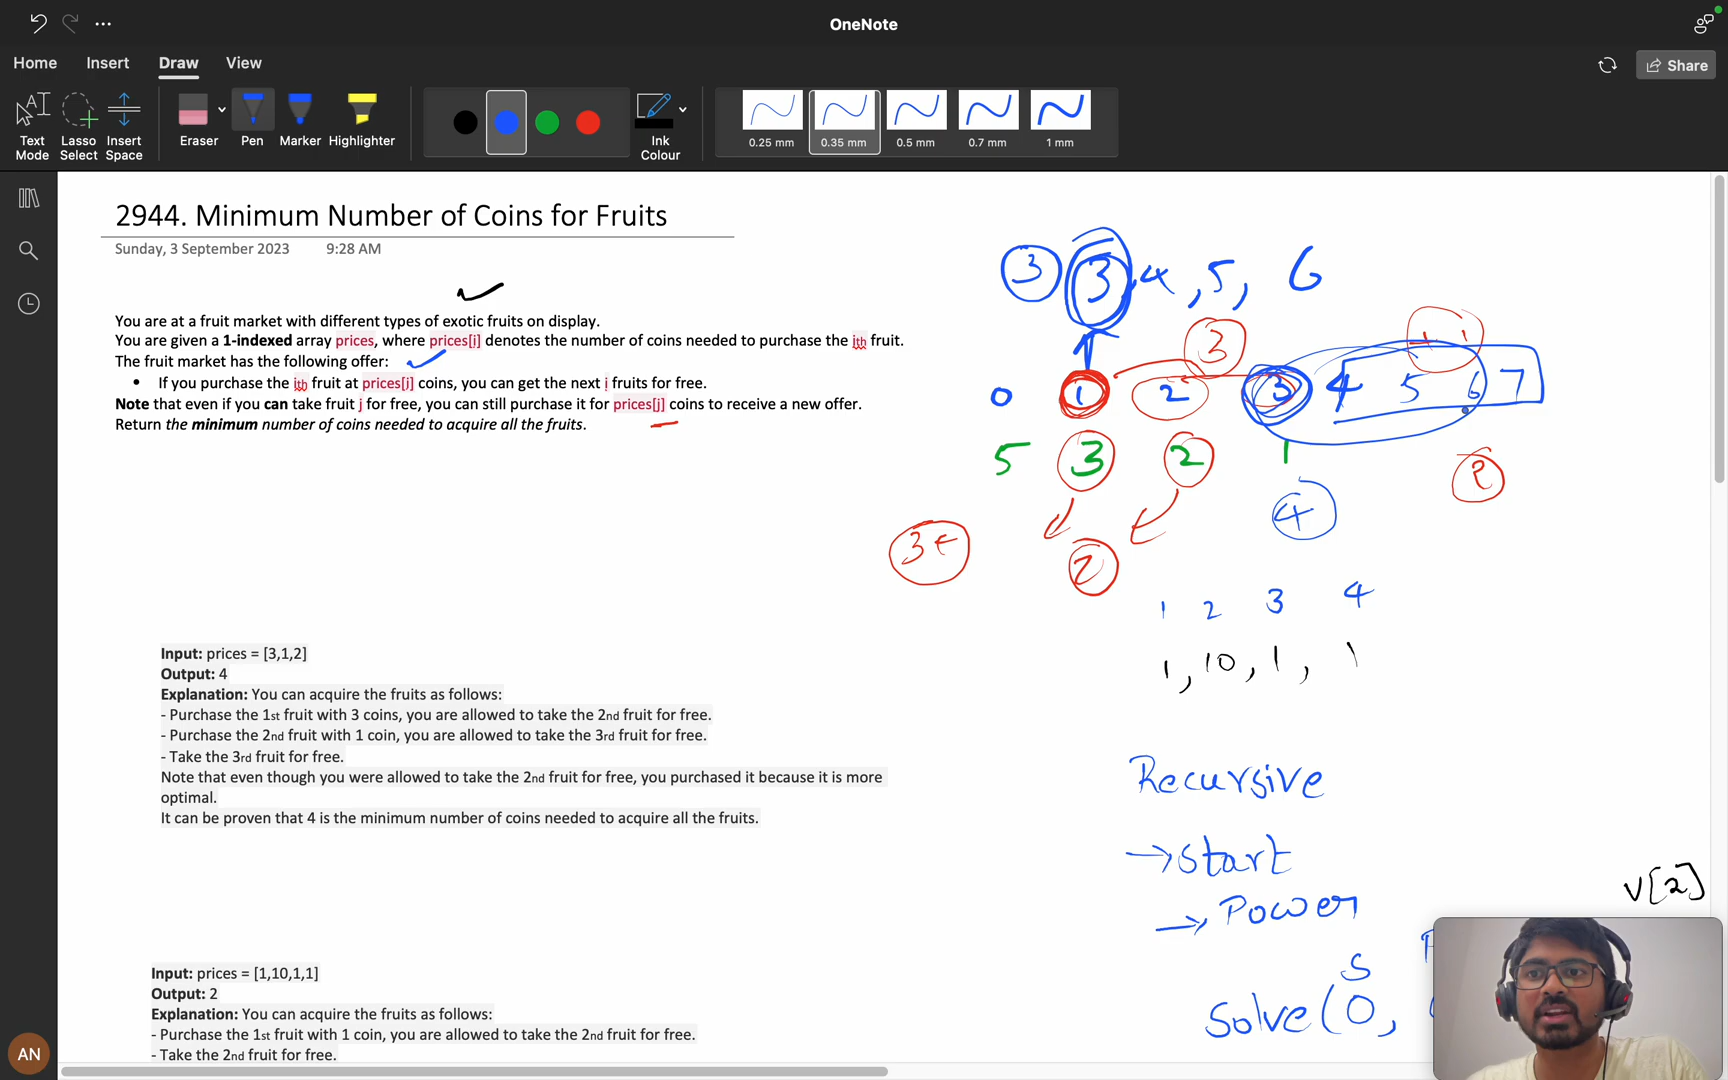 OneNote
Home Insert Draw View
Share
Text Mode
Lasso Select
Insert Space
Eraser
Pen
Marker
Highlighter
Ink Colour
0.25 mm
0.35 mm
0.5 mm
0.7 mm
1 mm
2944. Minimum Number of Coins for Fruits
Sunday, 3 September 2023 9:28 AM
You are at a fruit market with different types of exotic fruits on display.
You are given a 1-indexed array prices, where prices[i] denotes the number of coins needed to purchase the ith fruit.
The fruit market has the following offer:
• If you purchase the ith fruit at prices[i] coins, you can get the next i fruits for free.
Note that even if you can take fruit j for free, you can still purchase it for prices[j] coins to receive a new offer.
Return the minimum number of coins needed to acquire all the fruits.
Input: prices = [3,1,2]
Output: 4
Explanation: You can acquire the fruits as follows:
- Purchase the 1st fruit with 3 coins, you are allowed to take the 2nd fruit for free.
- Purchase the 2nd fruit with 1 coin, you are allowed to take the 3rd fruit for free.
- Take the 3rd fruit for free.
Note that even though you were allowed to take the 2nd fruit for free, you purchased it because it is more
optimal.
It can be proven that 4 is the minimum number of coins needed to acquire all the fruits.
Input: prices = [1,10,1,1]
Output: 2
Explanation: You can acquire the fruits as follows:
- Purchase the 1st fruit with 1 coin, you are allowed to take the 2nd fruit for free.
- Take the 2nd fruit for free.
AN
3 3, 4, 5, 6
3
0 1 2 3 4 5 6 7
5 3 2 1
4
3+
2
1 2 3 4
1, 10, 1, 1
Recursive
→ start
→ Power
v[2]
S
solve(0,